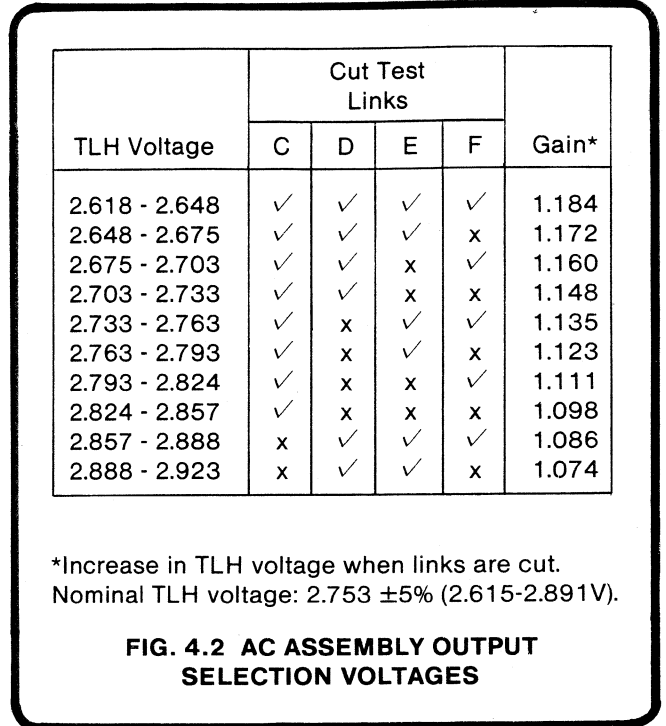 Cut Test
Links
TLH Voltage C D E F Gain*
2.618 - 2.648 ✓ ✓ ✓ ✓ 1.184
2.648 - 2.675 ✓ ✓ ✓ x 1.172
2.675 - 2.703 ✓ ✓ x ✓ 1.160
2.703 - 2.733 ✓ ✓ x x 1.148
2.733 - 2.763 ✓ x ✓ ✓ 1.135
2.763 - 2.793 ✓ x ✓ x 1.123
2.793 - 2.824 ✓ x x ✓ 1.111
2.824 - 2.857 ✓ x x x 1.098
2.857 - 2.888 x ✓ ✓ ✓ 1.086
2.888 - 2.923 x ✓ ✓ x 1.074
*Increase in TLH voltage when links are cut.
Nominal TLH voltage: 2.753 ±5% (2.615-2.891V).
FIG. 4.2 AC ASSEMBLY OUTPUT
SELECTION VOLTAGES